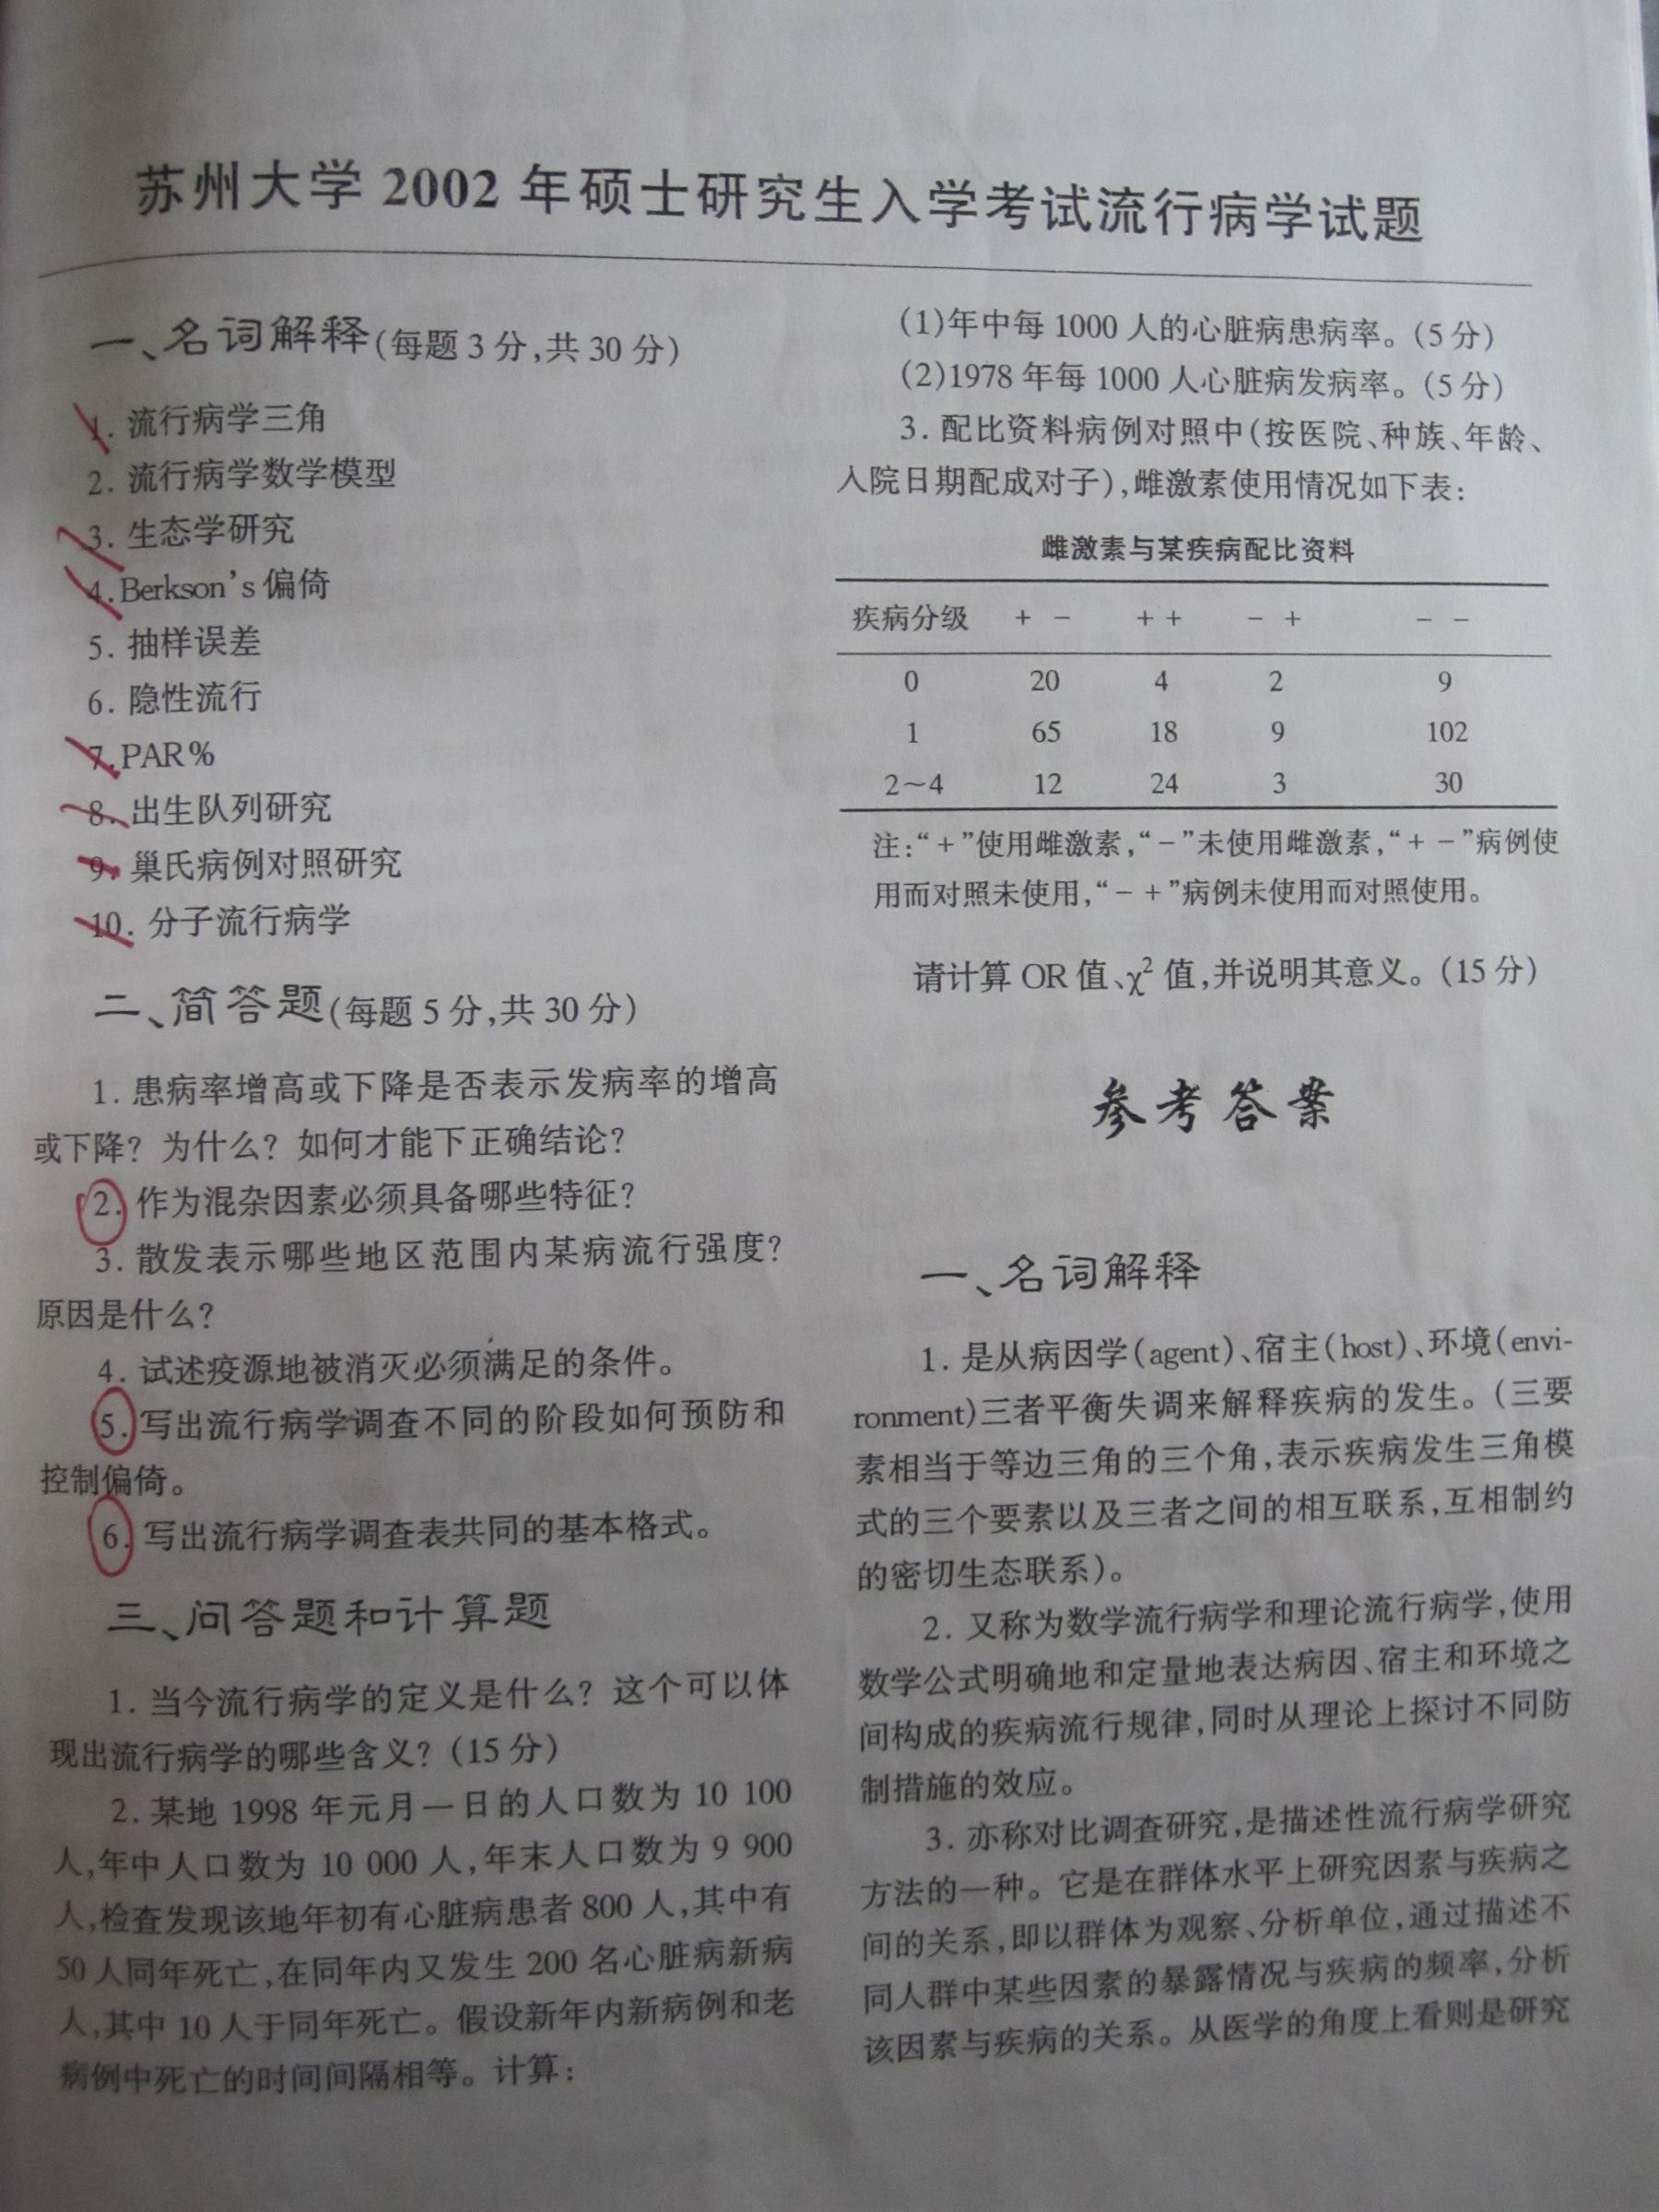 苏州大学 2002 年硕士研究生入学考试流行病学试题
一、名词解释(每题 3 分,共 30 分)
1. 流行病学三角
2. 流行病学数学模型
3. 生态学研究
4. Berkson's 偏倚
5. 抽样误差
6. 隐性流行
7. PAR%
8. 出生队列研究
9. 巢氏病例对照研究
10. 分子流行病学
二、简答题(每题 5 分,共 30 分)
1. 患病率增高或下降是否表示发病率的增高
或下降? 为什么? 如何才能下正确结论?
2. 作为混杂因素必须具备哪些特征?
3. 散发表示哪些地区范围内某病流行强度?
原因是什么?
4. 试述疫源地被消灭必须满足的条件。
5. 写出流行病学调查不同的阶段如何预防和
控制偏倚。
6. 写出流行病学调查表共同的基本格式。
三、问答题和计算题
1. 当今流行病学的定义是什么? 这个可以体
现出流行病学的哪些含义? (15 分)
2. 某地 1998 年元月一日的人口数为 10 100
人,年中人口数为 10 000 人,年末人口数为 9 900
人,检查发现该地年初有心脏病患者 800 人,其中有
50 人同年死亡,在同年内又发生 200 名心脏病新病
人,其中 10 人于同年死亡。假设新年内新病例和老
病例中死亡的时间间隔相等。计算:
(1)年中每 1000 人的心脏病患病率。(5 分)
(2)1978 年每 1000 人心脏病发病率。(5 分)
3. 配比资料病例对照中(按医院、种族、年龄、
入院日期配成对子),雌激素使用情况如下表:
雌激素与某疾病配比资料
疾病分级 + - + + - + - -
0 20 4 2 9
1 65 18 9 102
2~4 12 24 3 30
注:“+”使用雌激素,“-”未使用雌激素,“+ -”病例使
用而对照未使用,“- +”病例未使用而对照使用。
请计算 OR 值、χ² 值,并说明其意义。(15 分)
参考答案
一、名词解释
1. 是从病因学(agent)、宿主(host)、环境(envi-
ronment)三者平衡失调来解释疾病的发生。(三要
素相当于等边三角的三个角,表示疾病发生三角模
式的三个要素以及三者之间的相互联系,互相制约
的密切生态联系)。
2. 又称为数学流行病学和理论流行病学,使用
数学公式明确地和定量地表达病因、宿主和环境之
间构成的疾病流行规律,同时从理论上探讨不同防
制措施的效应。
3. 亦称对比调查研究,是描述性流行病学研究
方法的一种。它是在群体水平上研究因素与疾病之
间的关系,即以群体为观察、分析单位,通过描述不
同人群中某些因素的暴露情况与疾病的频率,分析
该因素与疾病的关系。从医学的角度上看则是研究